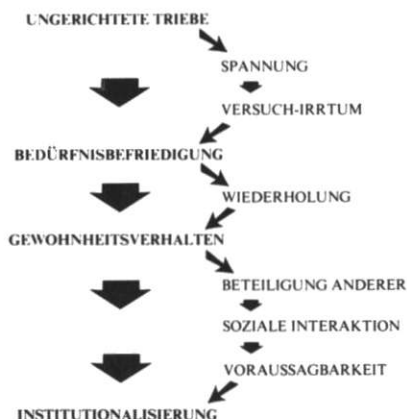 UNGERICHTETE TRIEBE
SPANNUNG
VERSUCH-IRRTUM
BEDÜRFNISBEFRIEDIGUNG
WIEDERHOLUNG
GEWOHNHEITSVERHALTEN
BETEILIGUNG ANDERER
SOZIALE INTERAKTION
VORAUSSAGBARKEIT
INSTITUTIONALISIERUNG